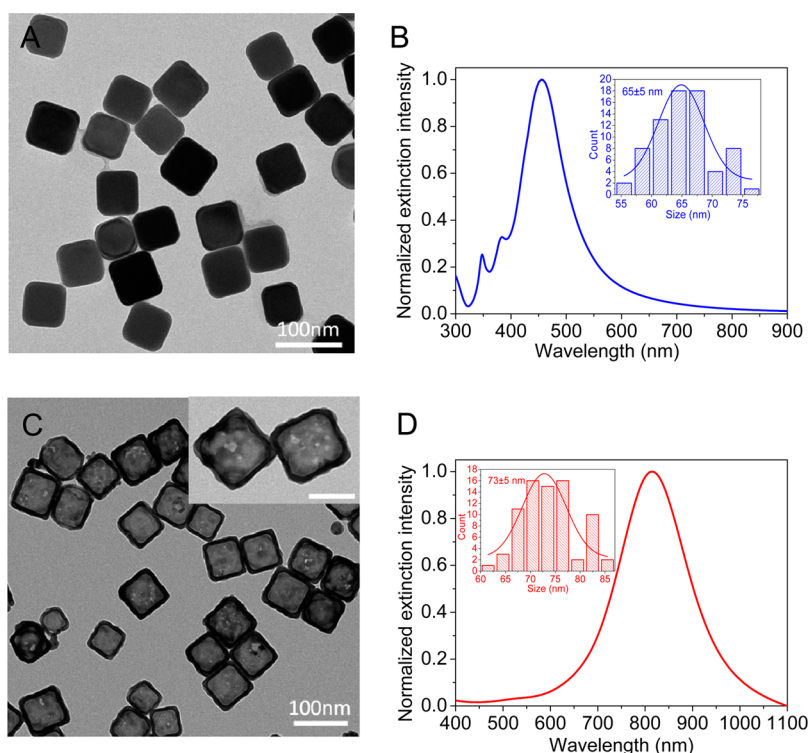 A
100nm
B
Normalized extinction intensity
1.0
0.8
0.6
0.4
0.2
0.0
300 400 500 600 700 800 900
Wavelength (nm)
65±5 nm
Count
20
18
16
14
12
10
8
6
4
2
0
55 60 65 70 75
Size (nm)
C
100nm
D
Normalized extinction intensity
1.0
0.8
0.6
0.4
0.2
0.0
400 500 600 700 800 900 1000 1100
Wavelength (nm)
73±5 nm
Count
18
16
14
12
10
8
6
4
2
0
60 65 70 75 80 85
Size (nm)